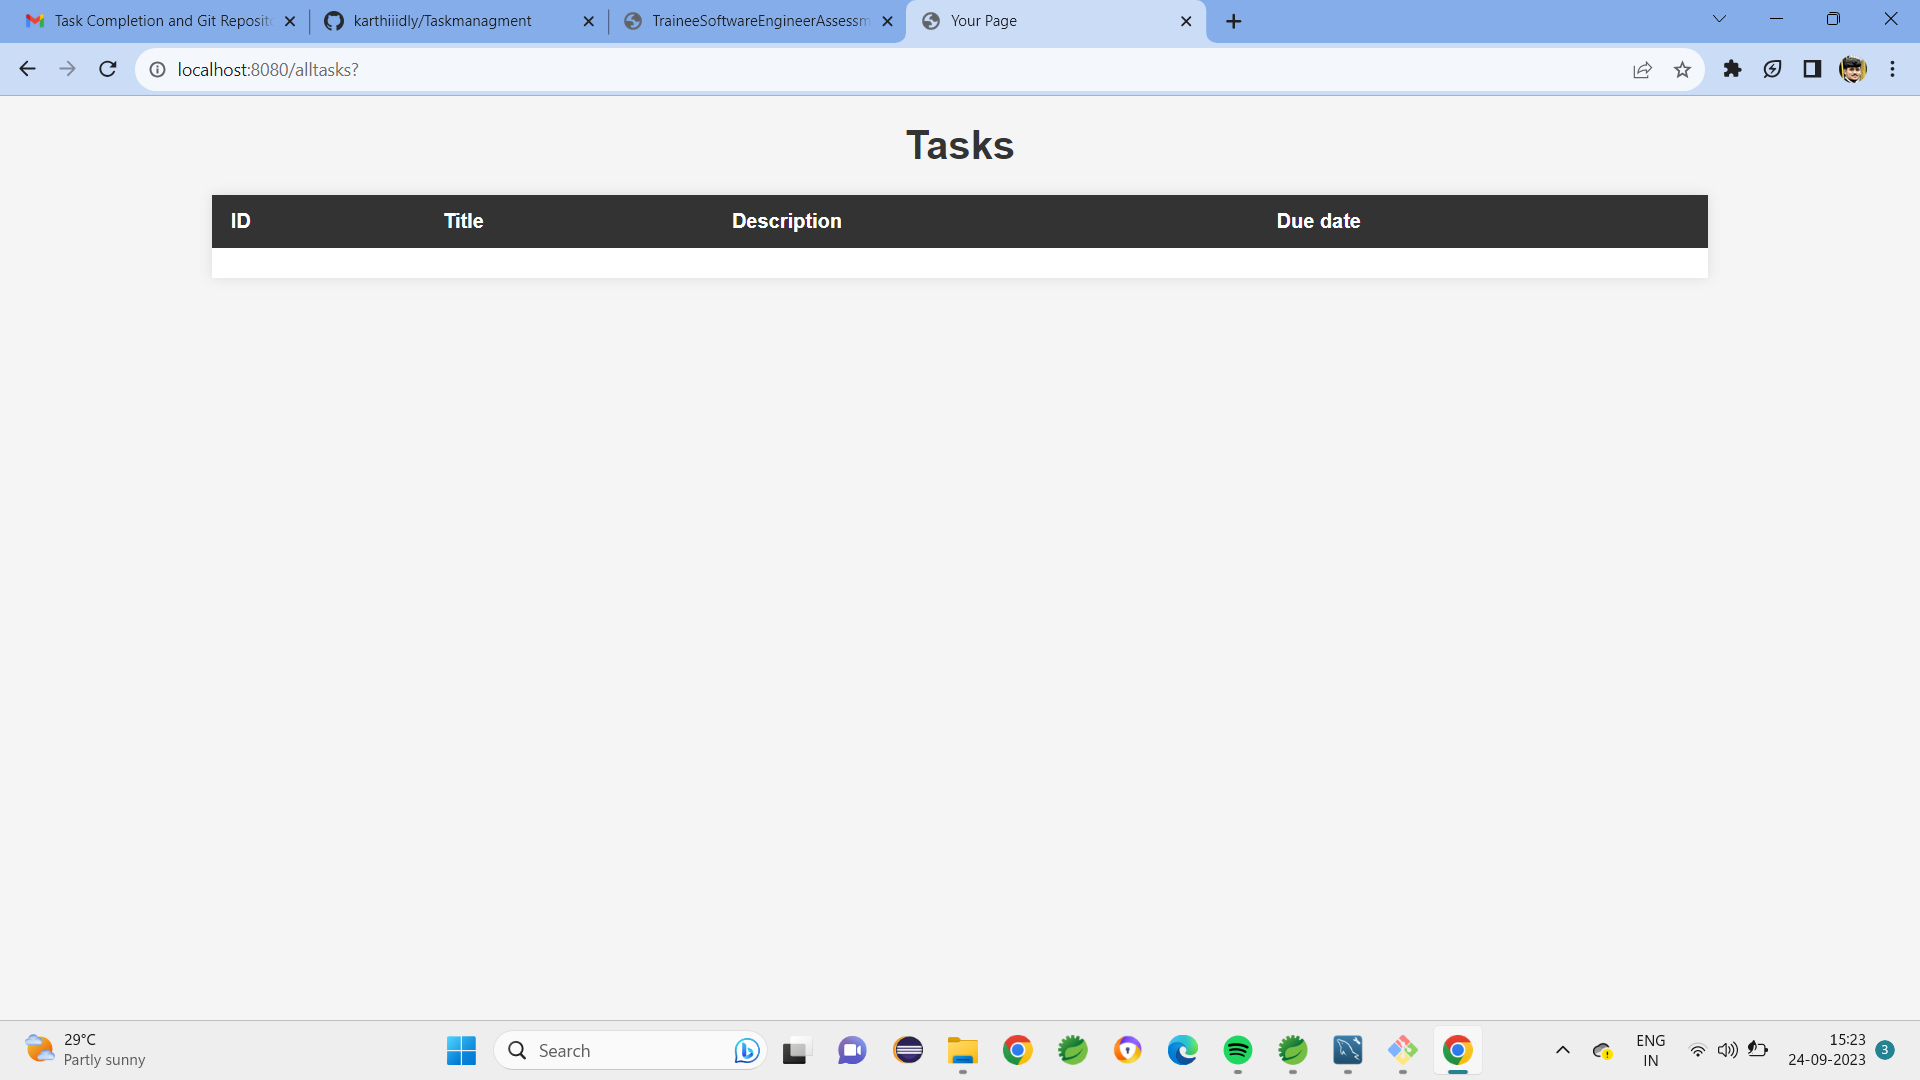 Task Completion and Git Reposit
karthiiidly/Taskmanagment
TraineeSoftwareEngineerAssessm
Your Page
localhost:8080/alltasks?
Tasks
ID Title Description Due date
29°C
Partly sunny
Search
ENG
IN
15:23
24-09-2023
3